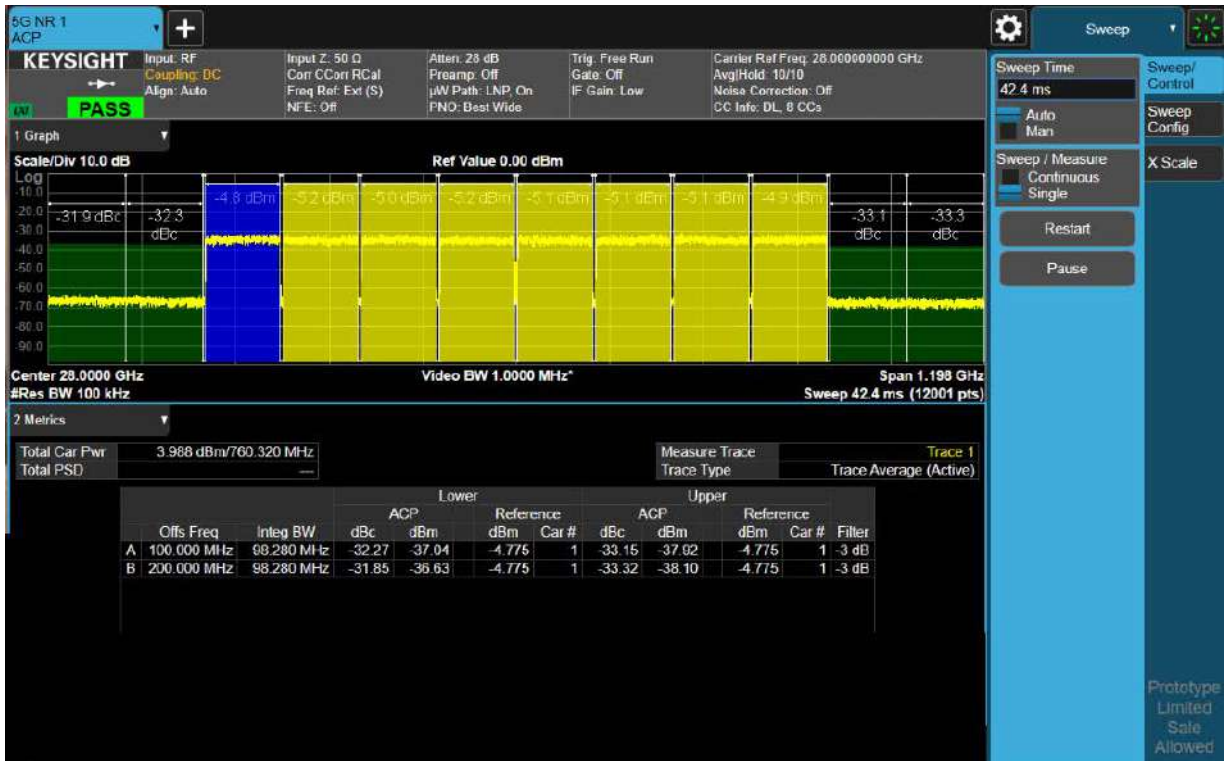 5G NR 1
ACP
Sweep
KEYSIGHT
PASS
Input: RF
Coupling: DC
Align: Auto
Input Z: 50 Ω
Corr CCorr RCal
Freq Ref: Ext (S)
NFE: Off
Atten: 28 dB
Preamp: Off
µW Path: LNP, On
PNO: Best Wide
Trig: Free Run
Gate: Off
IF Gain: Low
Carrier Ref Freq: 28.000000000 GHz
Avg|Hold: 10/10
Noise Correction: Off
CC Info: DL, 8 CCs
1 Graph
Scale/Div 10.0 dB
Ref Value 0.00 dBm
Log
-10.0
-20.0
-30.0
-40.0
-50.0
-60.0
-70.0
-80.0
-90.0
-31.9 dBc
-32.3 dBc
-4.8 dBm
-5.2 dBm
-5.0 dBm
-5.2 dBm
-5.1 dBm
-5.1 dBm
-5.1 dBm
-4.9 dBm
-33.1 dBc
-33.3 dBc
Center 28.0000 GHz
#Res BW 100 kHz
Video BW 1.0000 MHz*
Span 1.198 GHz
Sweep 42.4 ms (12001 pts)
2 Metrics
Total Car Pwr 3.988 dBm/760.320 MHz
Total PSD ---
Measure Trace Trace 1
Trace Type Trace Average (Active)
Lower Upper
ACP Reference ACP Reference
Offs Freq Integ BW dBc dBm dBm Car # dBc dBm dBm Car # Filter
A 100.000 MHz 98.280 MHz -32.27 -37.04 -4.775 1 -33.15 -37.92 -4.775 1 -3 dB
B 200.000 MHz 98.280 MHz -31.85 -36.63 -4.775 1 -33.32 -38.10 -4.775 1 -3 dB
Sweep Time
42.4 ms
Auto
Man
Sweep / Measure
Continuous
Single
Restart
Pause
Sweep/
Control
Sweep
Config
X Scale
Prototype
Limited
Sale
Allowed